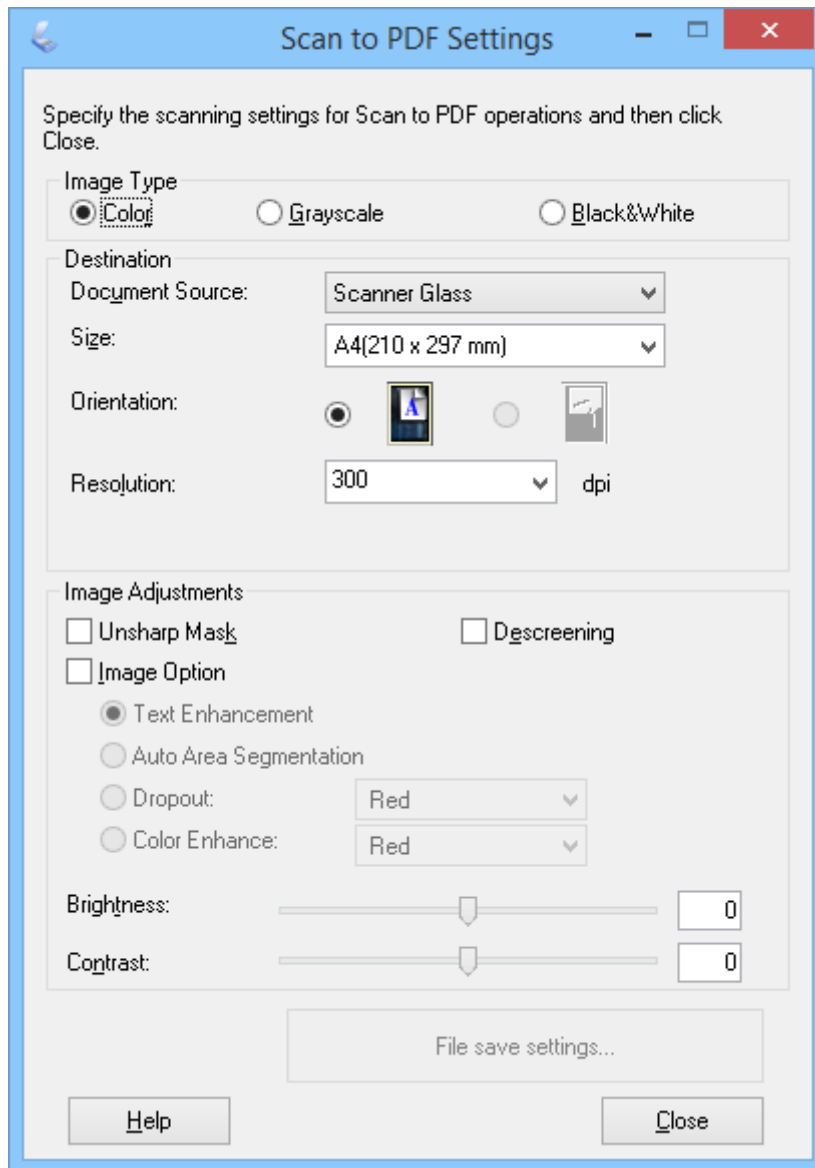 Scan to PDF Settings
Specify the scanning settings for Scan to PDF operations and then click
Close.
Image Type
Color Grayscale Black&White
Destination
Document Source: Scanner Glass
Size: A4(210 x 297 mm)
Orientation: A
Resolution: 300 dpi
Image Adjustments
Unsharp Mask Descreening
Image Option
Text Enhancement
Auto Area Segmentation
Dropout: Red
Color Enhance: Red
Brightness: 0
Contrast: 0
File save settings...
Help Close